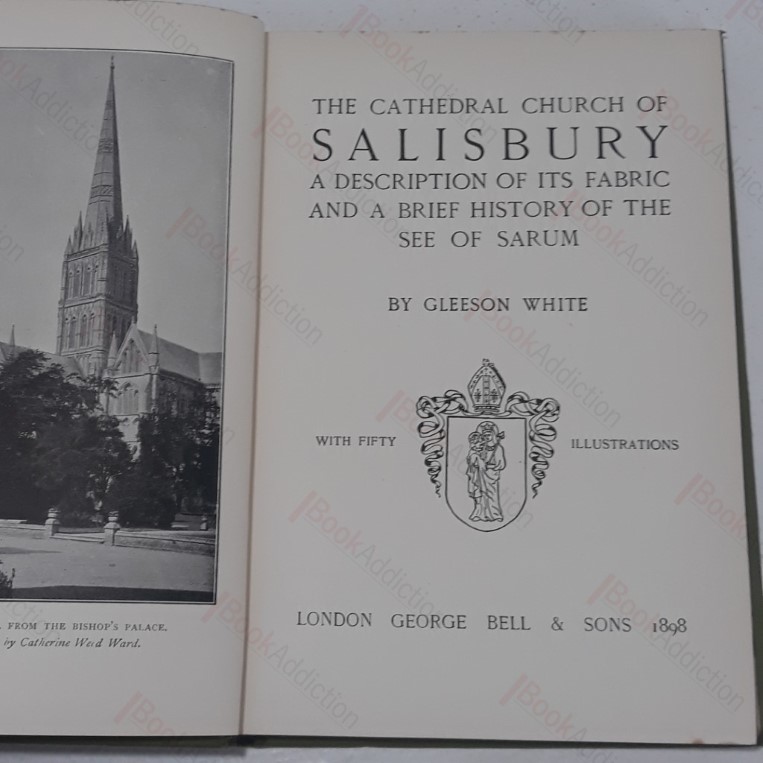 FROM THE BISHOP'S PALACE.
by Catherine Weed Ward.
THE CATHEDRAL CHURCH OF
SALISBURY
A DESCRIPTION OF ITS FABRIC
AND A BRIEF HISTORY OF THE
SEE OF SARUM
BY GLEESON WHITE
WITH FIFTY ILLUSTRATIONS
LONDON GEORGE BELL & SONS 1898
BookAddiction